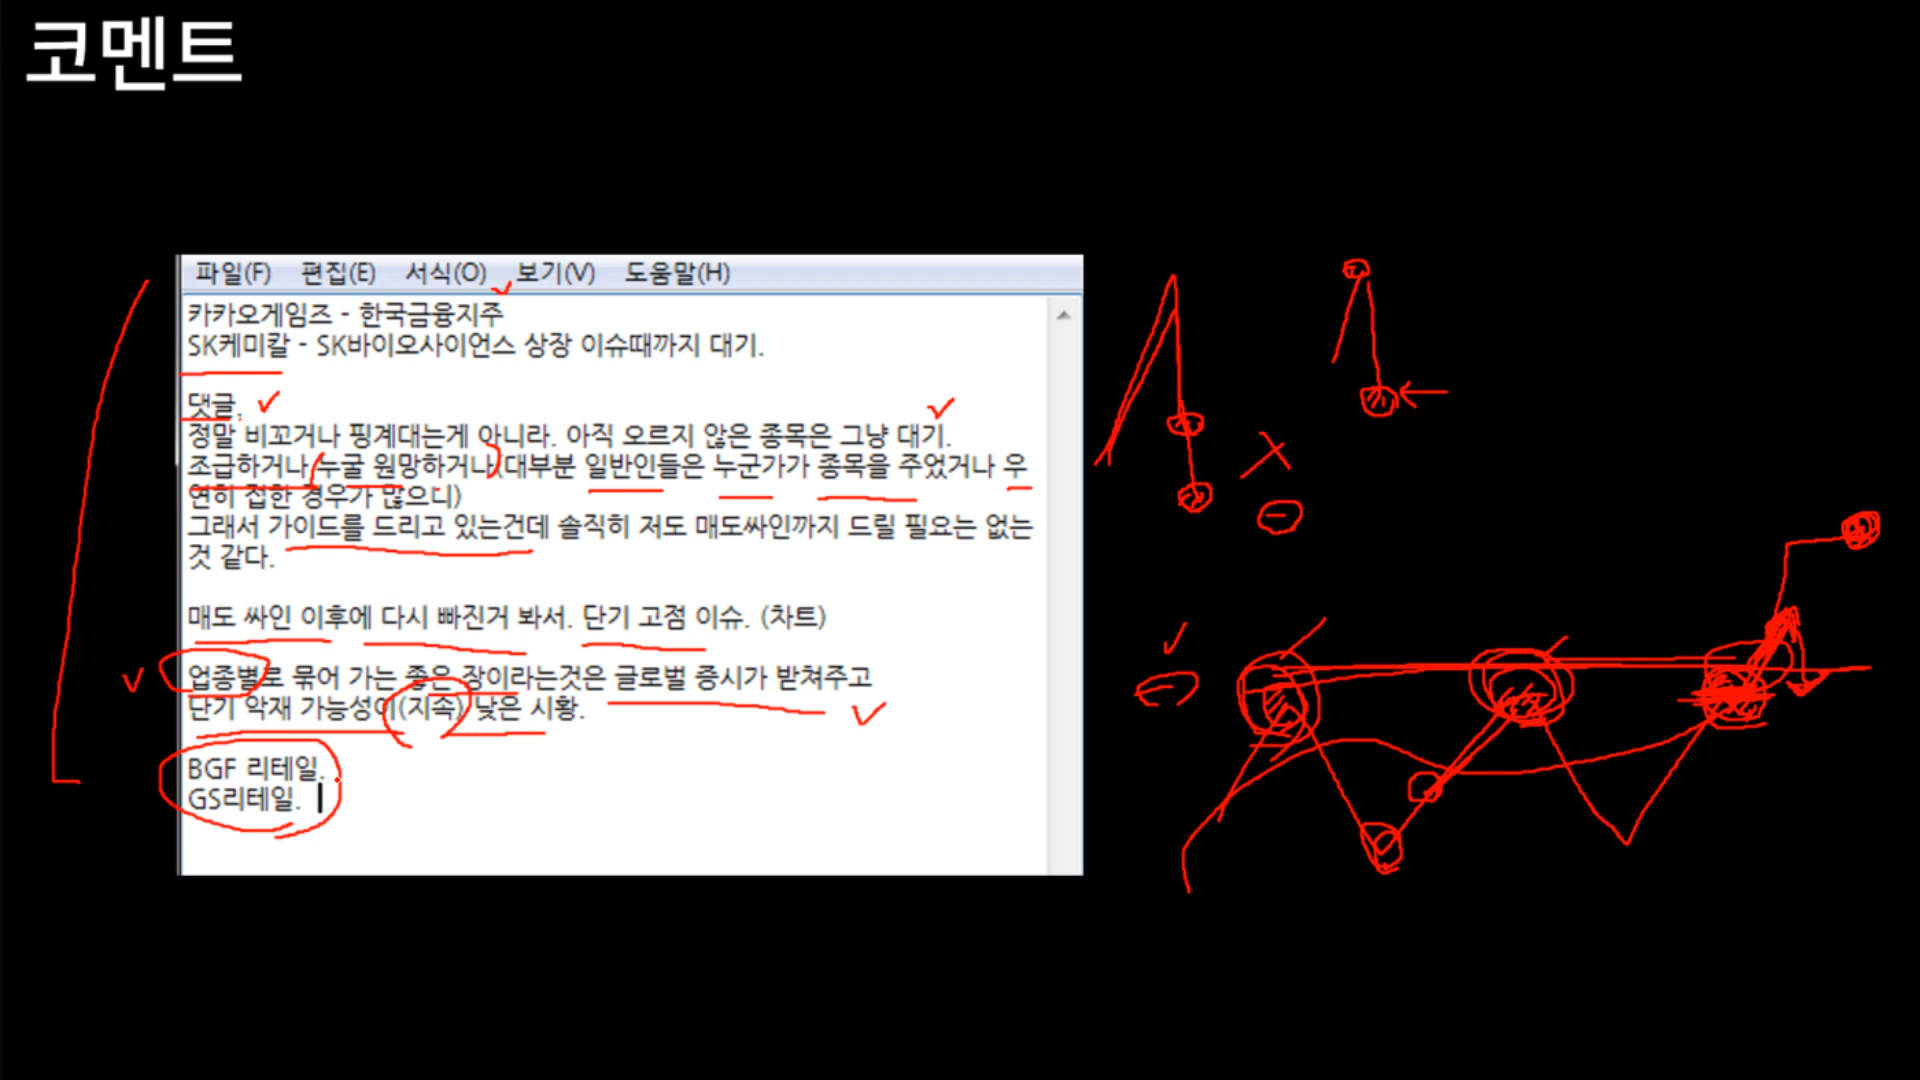 코멘트
파일(F) 편집(E) 서식(O) 보기(V) 도움말(H)
카카오게임즈 - 한국금융지주
SK케미칼 - SK바이오사이언스 상장 이슈때까지 대기.
댓글.
정말 비꼬거나 핑계대는게 아니라. 아직 오르지 않은 종목은 그냥 대기.
조급하거나 누굴 원망하거나 (대부분 일반인들은 누군가가 종목을 주었거나 우
연히 접한 경우가 많으니)
그래서 가이드를 드리고 있는건데 솔직히 저도 매도싸인까지 드릴 필요는 없는
것 같다.
매도 싸인 이후에 다시 빠진거 봐서. 단기 고점 이슈. (차트)
업종별로 묶어 가는 좋은 장이라는것은 글로벌 증시가 받쳐주고
단기 악재 가능성이(지속) 낮은 시황.
BGF 리테일.
GS리테일.